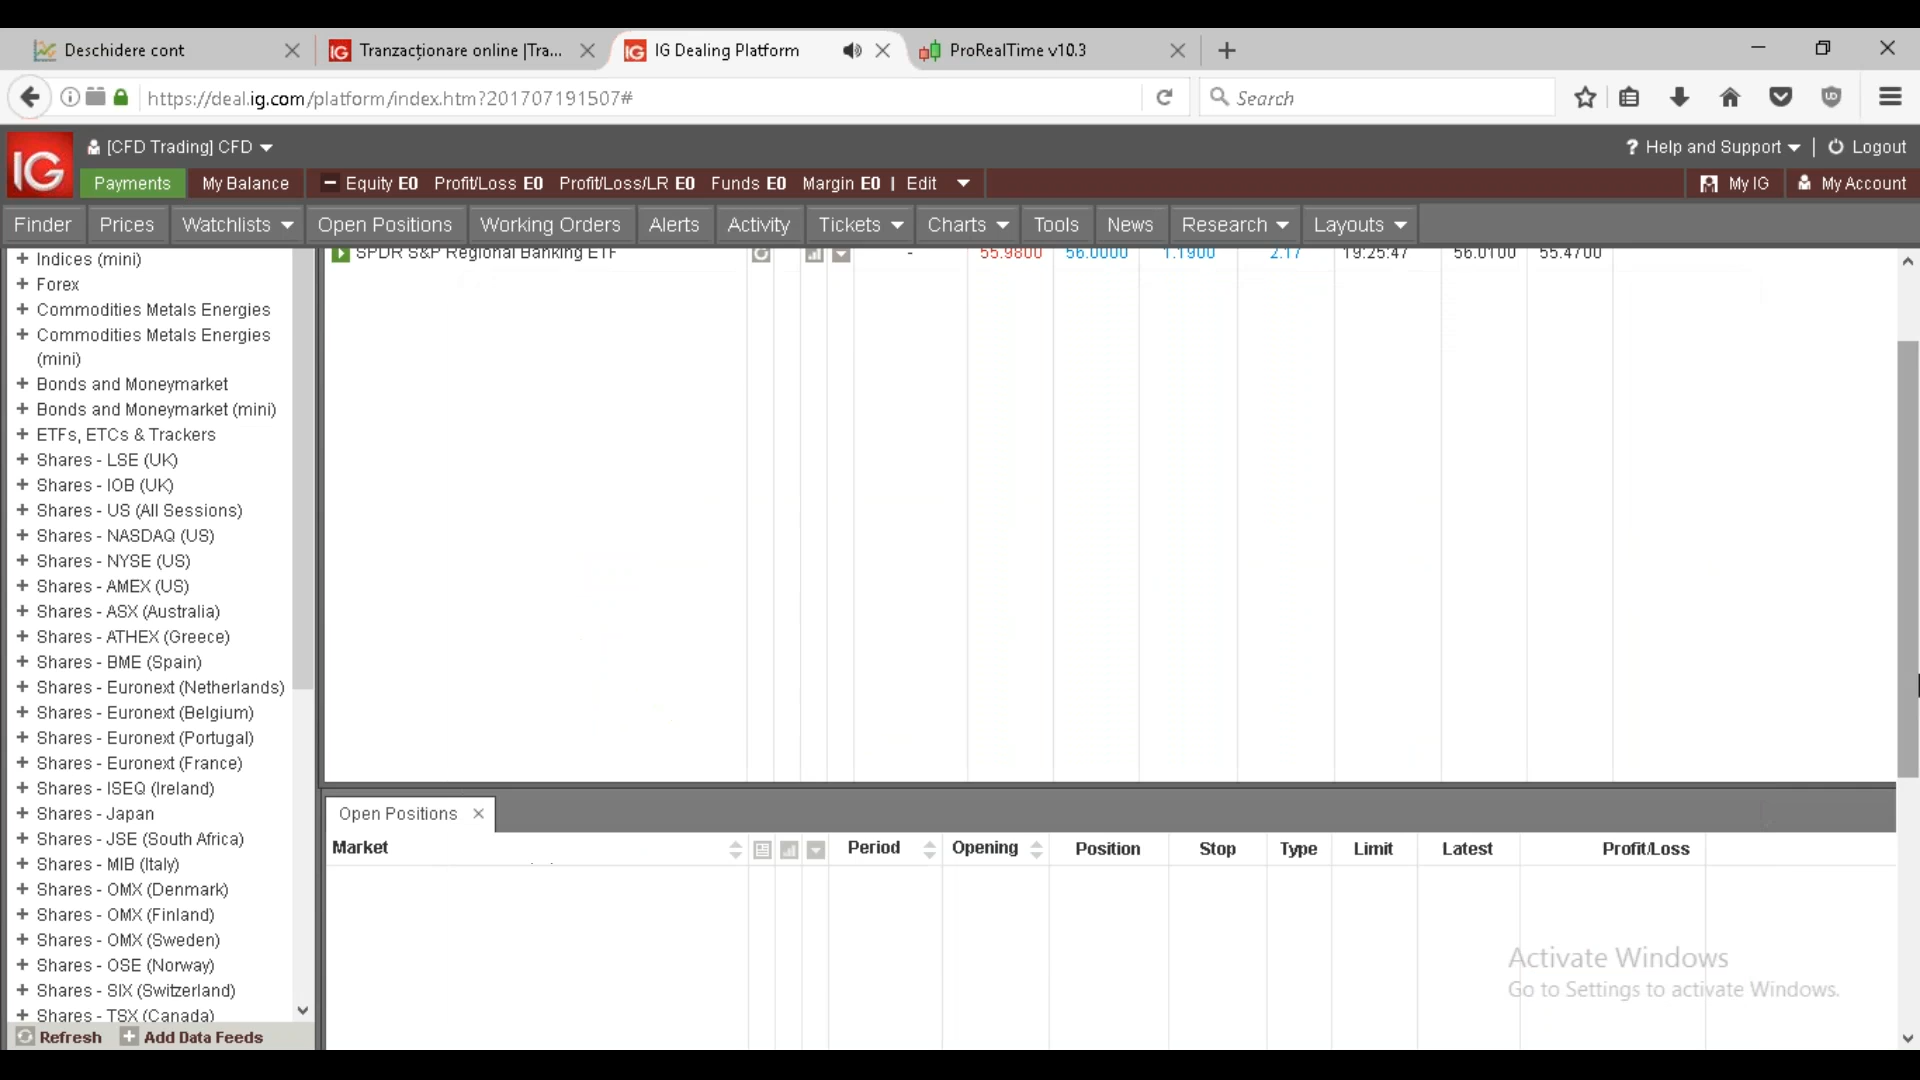 Deschidere cont
Tranzacționare online |Tra...
IG Dealing Platform
ProRealTime v10.3
https://deal.ig.com/platform/index.htm?201707191507#
Search
IG
[CFD Trading] CFD
? Help and Support
Logout
Payments
My Balance
Equity E0 Profit/Loss E0 Profit/Loss/LR E0 Funds E0 Margin E0 | Edit
My IG
My Account
Finder
Prices
Watchlists
Open Positions
Working Orders
Alerts
Activity
Tickets
Charts
Tools
News
Research
Layouts
+ Indices (mini)
+ Forex
+ Commodities Metals Energies
+ Commodities Metals Energies
(mini)
+ Bonds and Moneymarket
+ Bonds and Moneymarket (mini)
+ ETFs, ETCs & Trackers
+ Shares - LSE (UK)
+ Shares - IOB (UK)
+ Shares - US (All Sessions)
+ Shares - NASDAQ (US)
+ Shares - NYSE (US)
+ Shares - AMEX (US)
+ Shares - ASX (Australia)
+ Shares - ATHEX (Greece)
+ Shares - BME (Spain)
+ Shares - Euronext (Netherlands)
+ Shares - Euronext (Belgium)
+ Shares - Euronext (Portugal)
+ Shares - Euronext (France)
+ Shares - ISEQ (Ireland)
+ Shares - Japan
+ Shares - JSE (South Africa)
+ Shares - MIB (Italy)
+ Shares - OMX (Denmark)
+ Shares - OMX (Finland)
+ Shares - OMX (Sweden)
+ Shares - OSE (Norway)
+ Shares - SIX (Switzerland)
+ Shares - TSX (Canada)
Refresh
Add Data Feeds
SPDR S&P Regional Banking ETF - 55.9800 56.0000 1.1900 2.17 19:25:47 56.0100 55.4700
Open Positions
Market Period Opening Position Stop Type Limit Latest Profit/Loss
Activate Windows
Go to Settings to activate Windows.